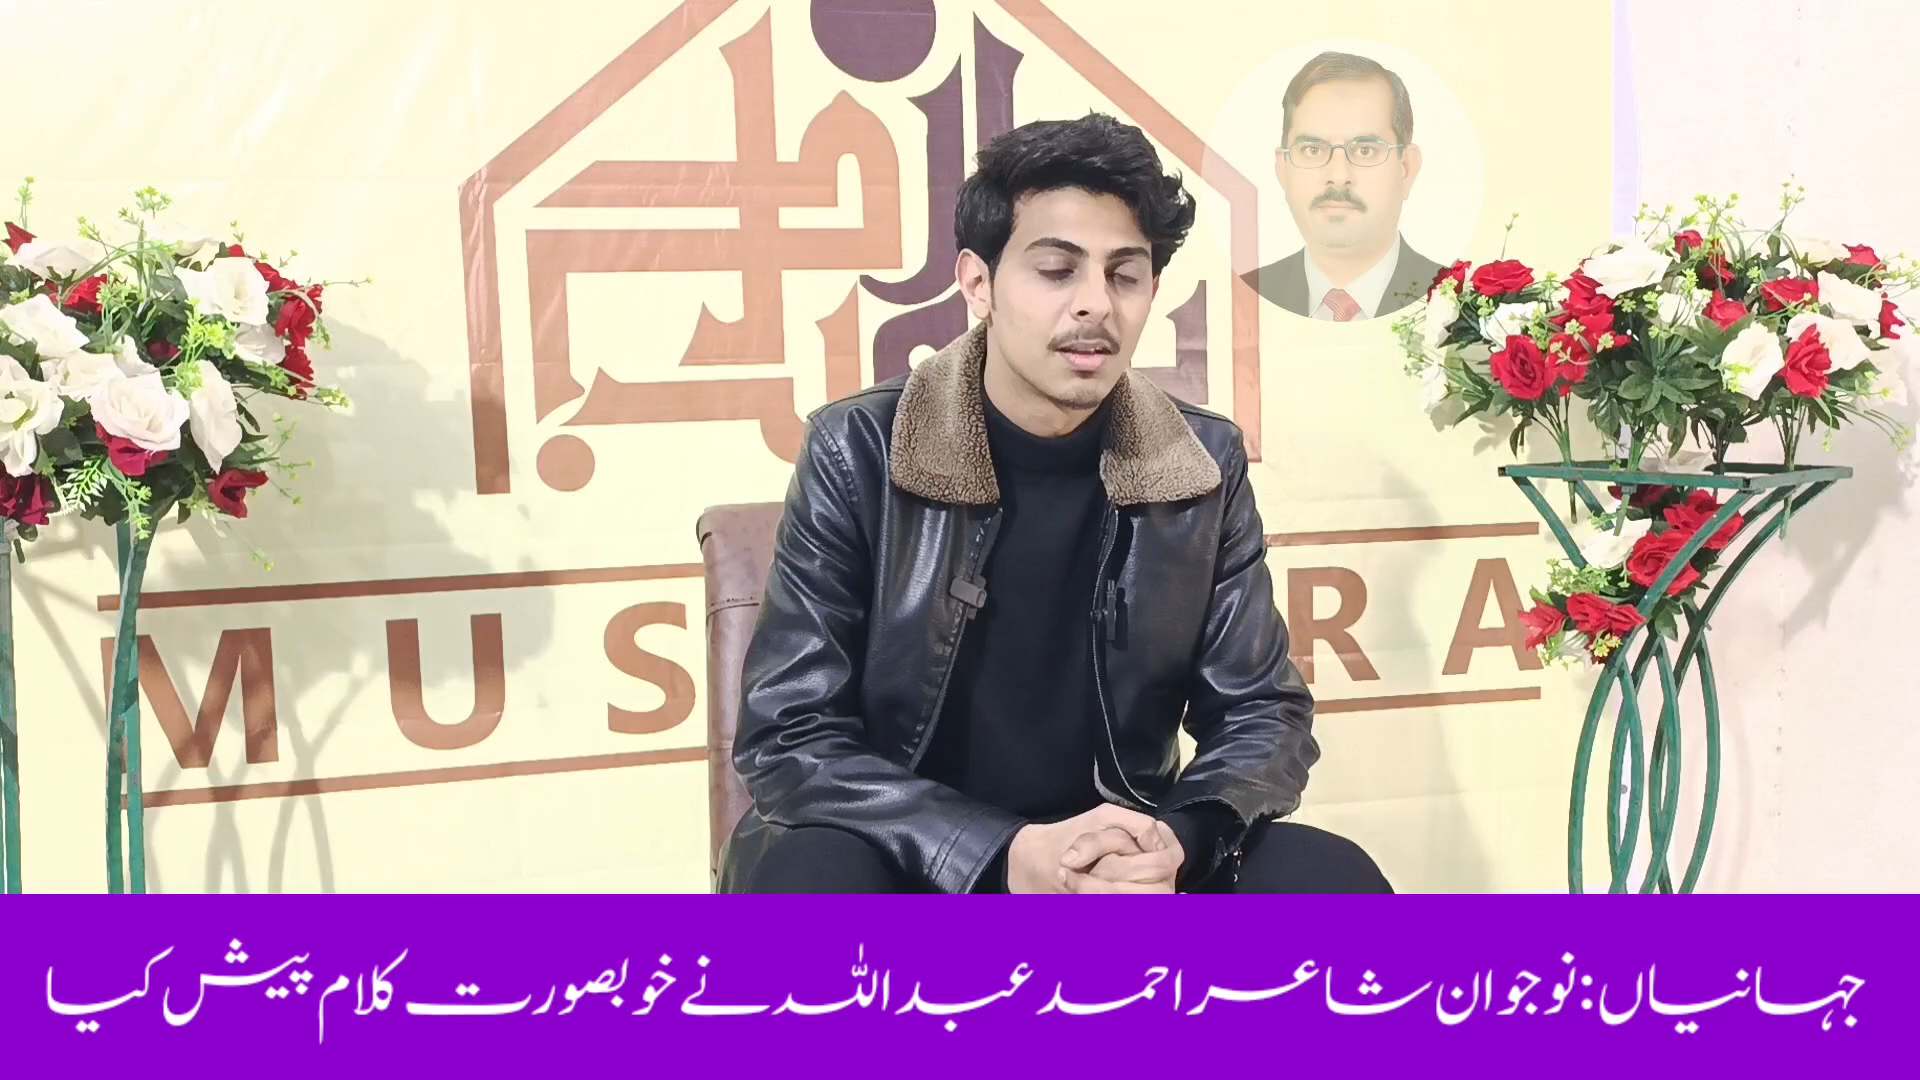 MUS RA
جہانیاں: نوجوان شاعر احمد عبداللہ نے خوبصورت کلام پیش کیا